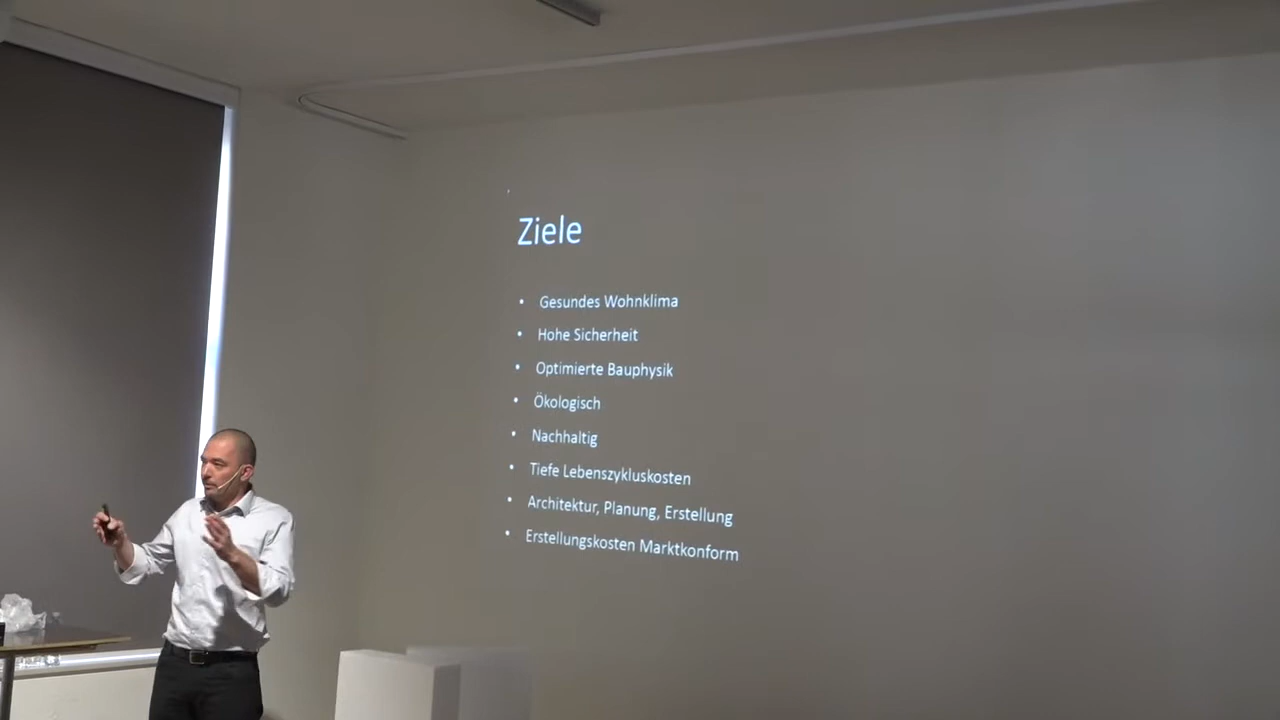 Ziele
• Gesundes Wohnklima
• Hohe Sicherheit
• Optimierte Bauphysik
• Ökologisch
• Nachhaltig
• Tiefe Lebenszykluskosten
• Architektur, Planung, Erstellung
• Erstellungskosten Marktkonform